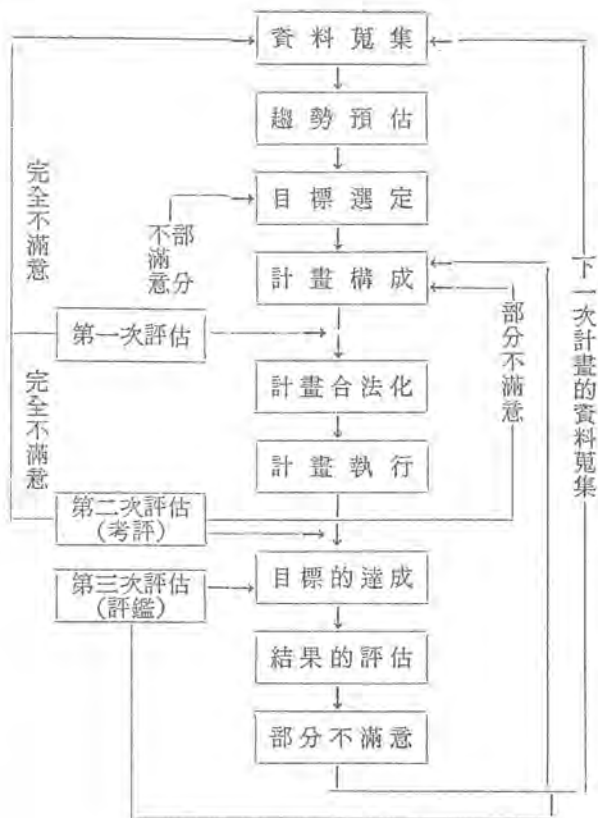 資料蒐集
趨勢預估
完全不滿意
目標選定
部分
不滿意
計畫構成
第一次評估
部分不滿意
下一次計畫的資料蒐集
計畫合法化
完全不滿意
計畫執行
第二次評估
(考評)
目標的達成
第三次評估
(評鑑)
結果的評估
部分不滿意